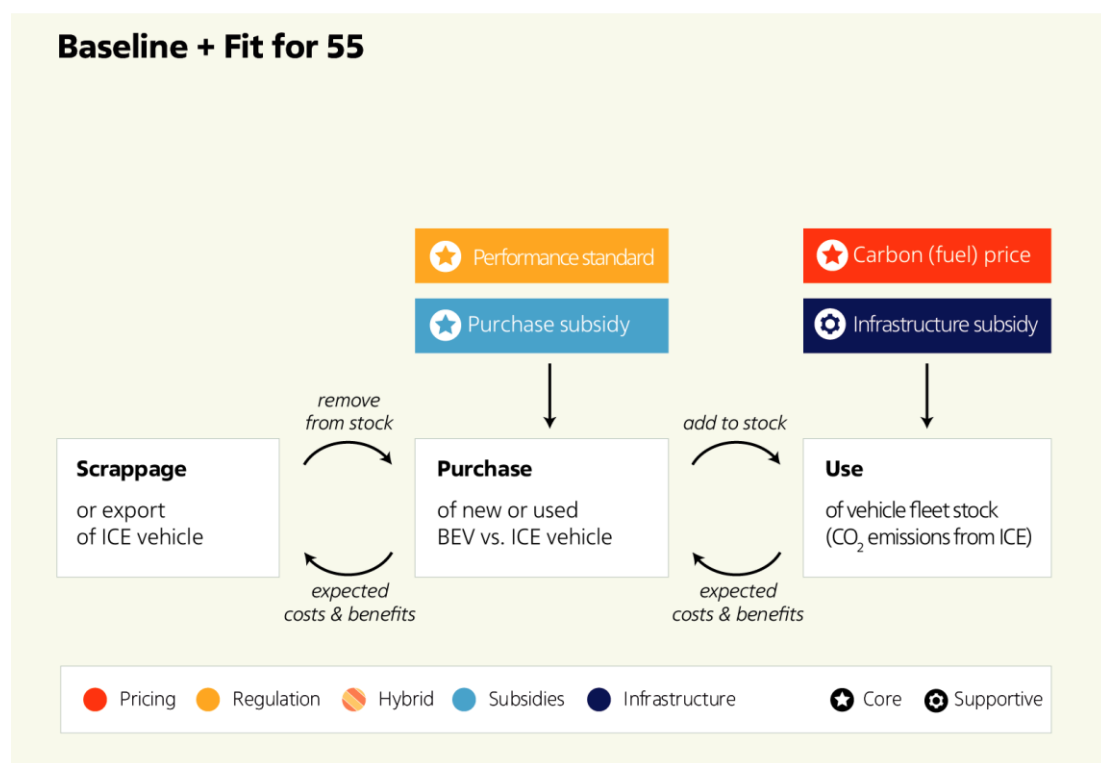 Baseline + Fit for 55
Performance standard
Carbon (fuel) price
Purchase subsidy
Infrastructure subsidy
remove
from stock
add to stock
Scrappage
or export
of ICE vehicle
Purchase
of new or used
BEV vs. ICE vehicle
Use
of vehicle fleet stock
(CO₂ emissions from ICE)
expected
costs & benefits
expected
costs & benefits
Pricing
Regulation
Hybrid
Subsidies
Infrastructure
Core
Supportive